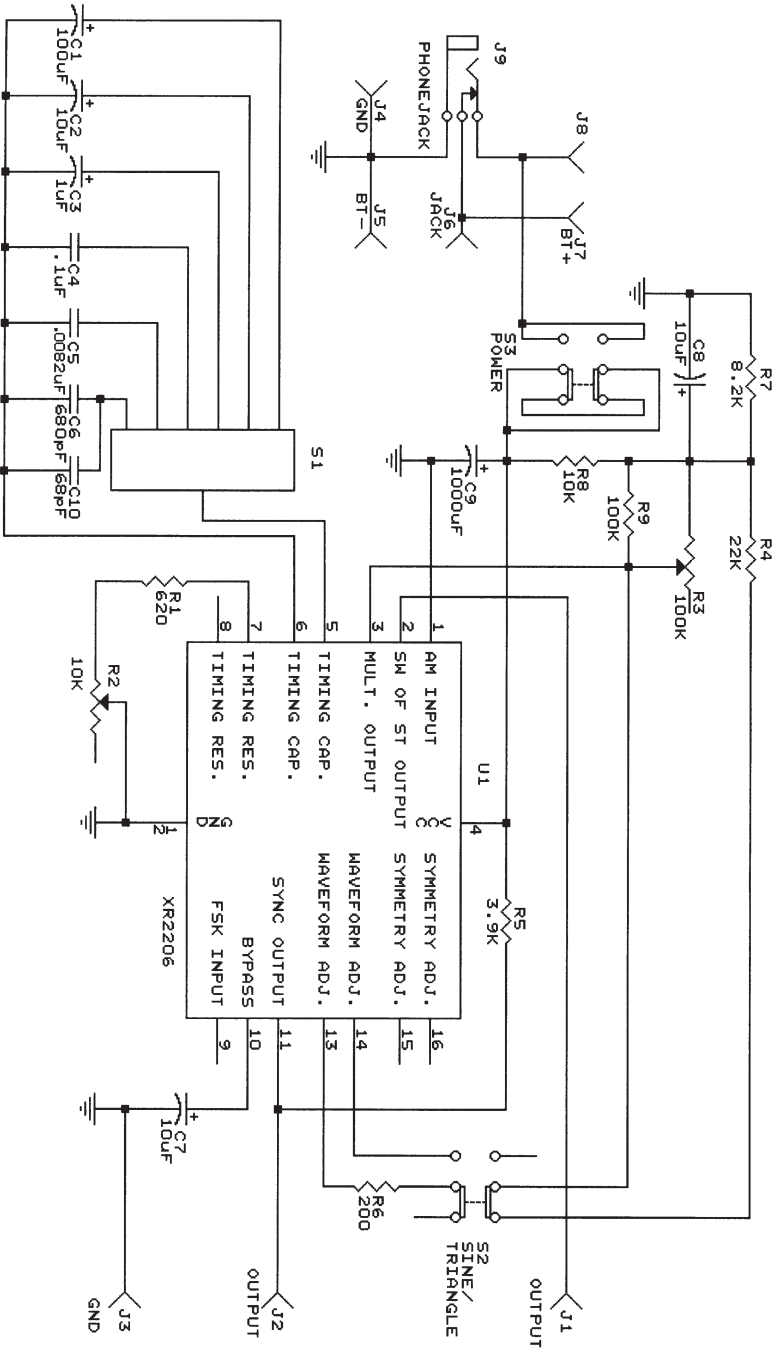 C1
100uF
+
C2
10uF
+
C3
1uF
+
C4
.1uF
C5
.0082uF
C6
680pF
C10
68pF
S1
J9
PHONEJACK
J4
GND
J5
BT-
J6
JACK
J8
J7
BT+
S3
POWER
C8
10uF
+
R7
8.2K
R8
10K
R9
100K
R4
22K
R3
100K
C9
1000uF
+
R1
620
R2
10K
U1
XR2206
1
AM INPUT
2
SW OF ST OUTPUT
3
MULT. OUTPUT
5
TIMING CAP.
6
TIMING CAP.
7
TIMING RES.
8
TIMING RES.
VCC
4
GND
12
SYMMETRY ADJ.
16
SYMMETRY ADJ.
15
WAVEFORM ADJ.
14
WAVEFORM ADJ.
13
SYNC OUTPUT
11
BYPASS
10
FSK INPUT
9
R5
3.9K
C7
10uF
+
R6
200
S2
SINE/
TRIANGLE
J1
OUTPUT
J2
OUTPUT
J3
GND